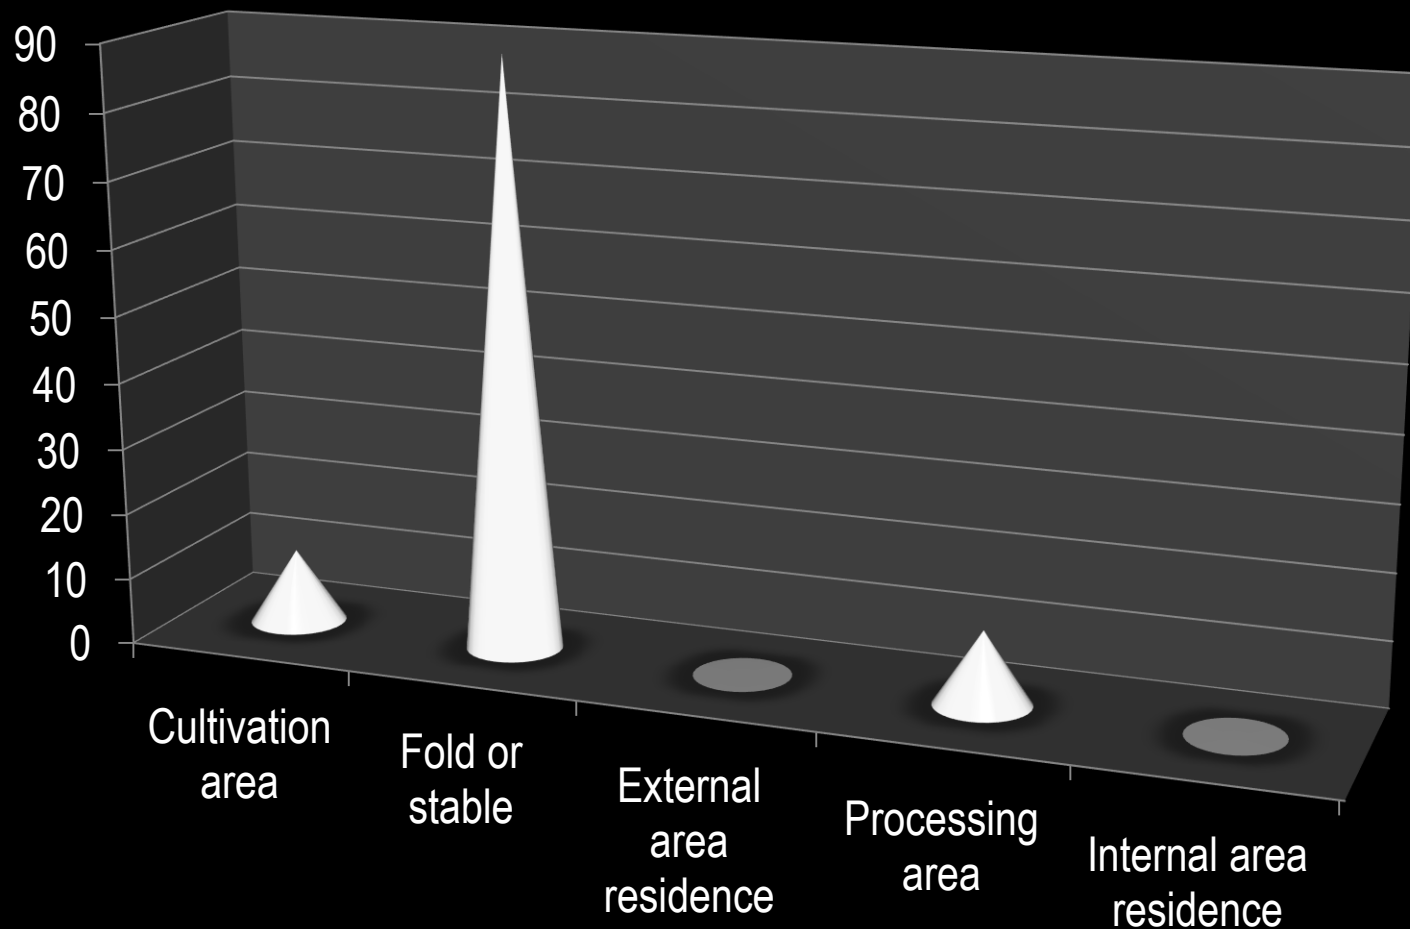 90
80
70
60
50
40
30
20
10
0
Cultivation
area
Fold or
stable
External
area
residence
Processing
area
Internal area
residence